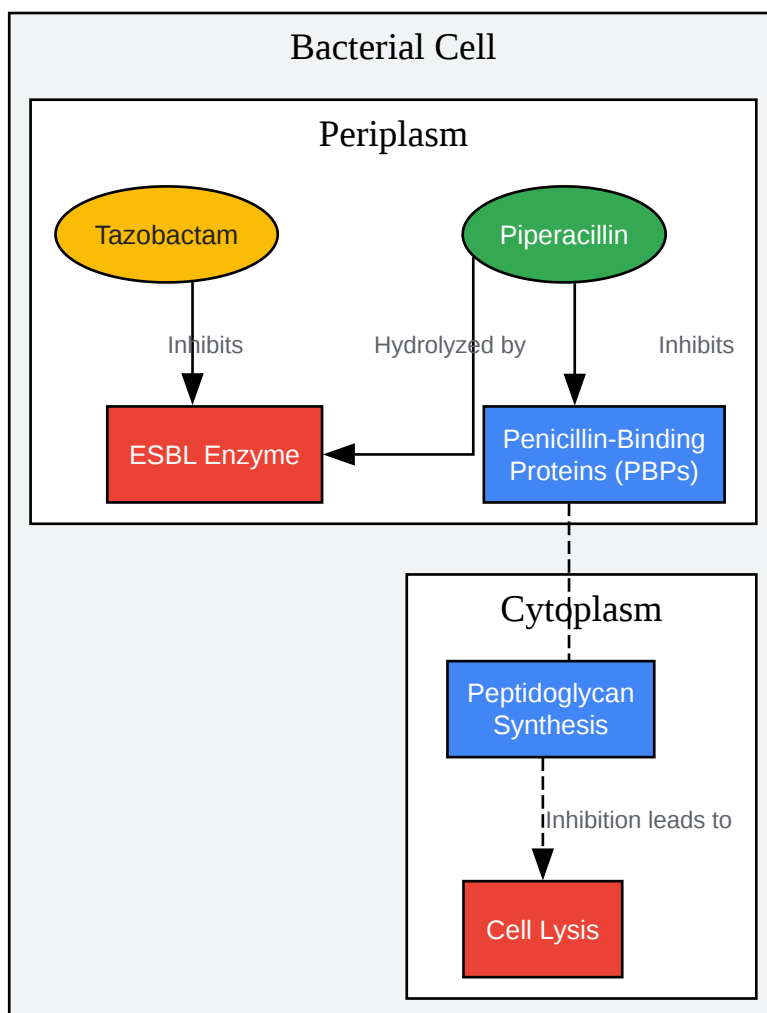 Bacterial Cell
Periplasm
Tazobactam
Piperacillin
Inhibits
Hydrolyzed by
Inhibits
ESBL Enzyme
Penicillin-Binding
Proteins (PBPs)
Cytoplasm
Peptidoglycan
Synthesis
Inhibition leads to
Cell Lysis